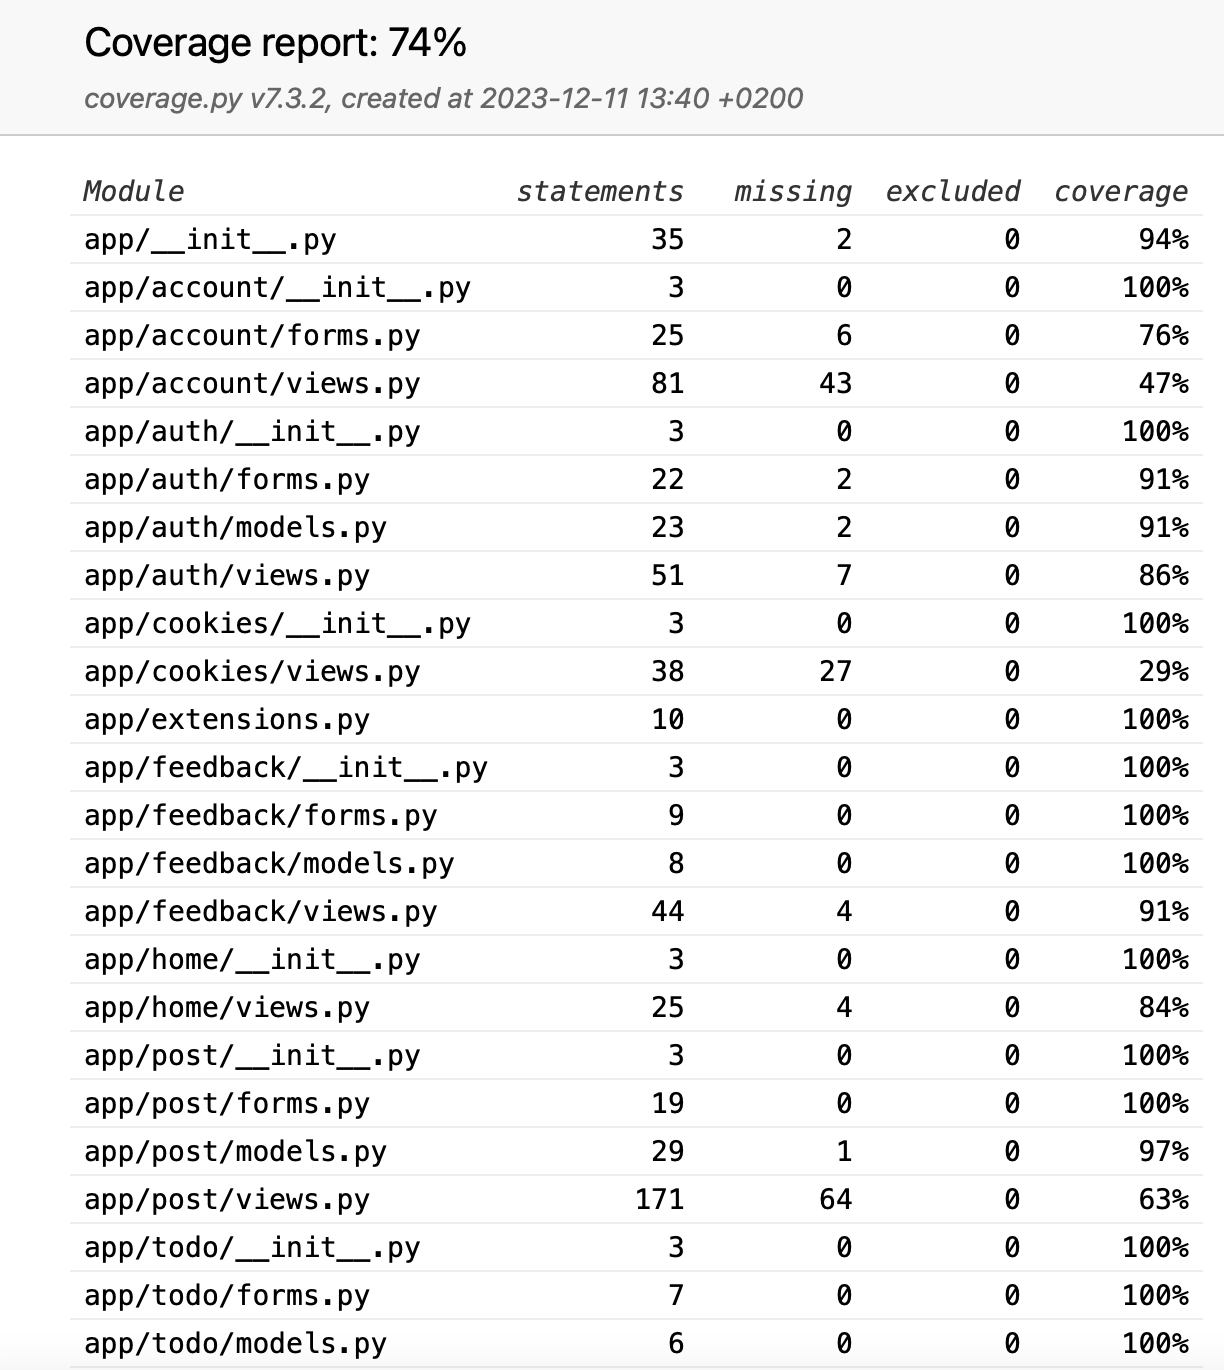 Coverage report: 74%
coverage.py v7.3.2, created at 2023-12-11 13:40 +0200
Module statements missing excluded coverage
app/__init__.py 35 2 0 94%
app/account/__init__.py 3 0 0 100%
app/account/forms.py 25 6 0 76%
app/account/views.py 81 43 0 47%
app/auth/__init__.py 3 0 0 100%
app/auth/forms.py 22 2 0 91%
app/auth/models.py 23 2 0 91%
app/auth/views.py 51 7 0 86%
app/cookies/__init__.py 3 0 0 100%
app/cookies/views.py 38 27 0 29%
app/extensions.py 10 0 0 100%
app/feedback/__init__.py 3 0 0 100%
app/feedback/forms.py 9 0 0 100%
app/feedback/models.py 8 0 0 100%
app/feedback/views.py 44 4 0 91%
app/home/__init__.py 3 0 0 100%
app/home/views.py 25 4 0 84%
app/post/__init__.py 3 0 0 100%
app/post/forms.py 19 0 0 100%
app/post/models.py 29 1 0 97%
app/post/views.py 171 64 0 63%
app/todo/__init__.py 3 0 0 100%
app/todo/forms.py 7 0 0 100%
app/todo/models.py 6 0 0 100%